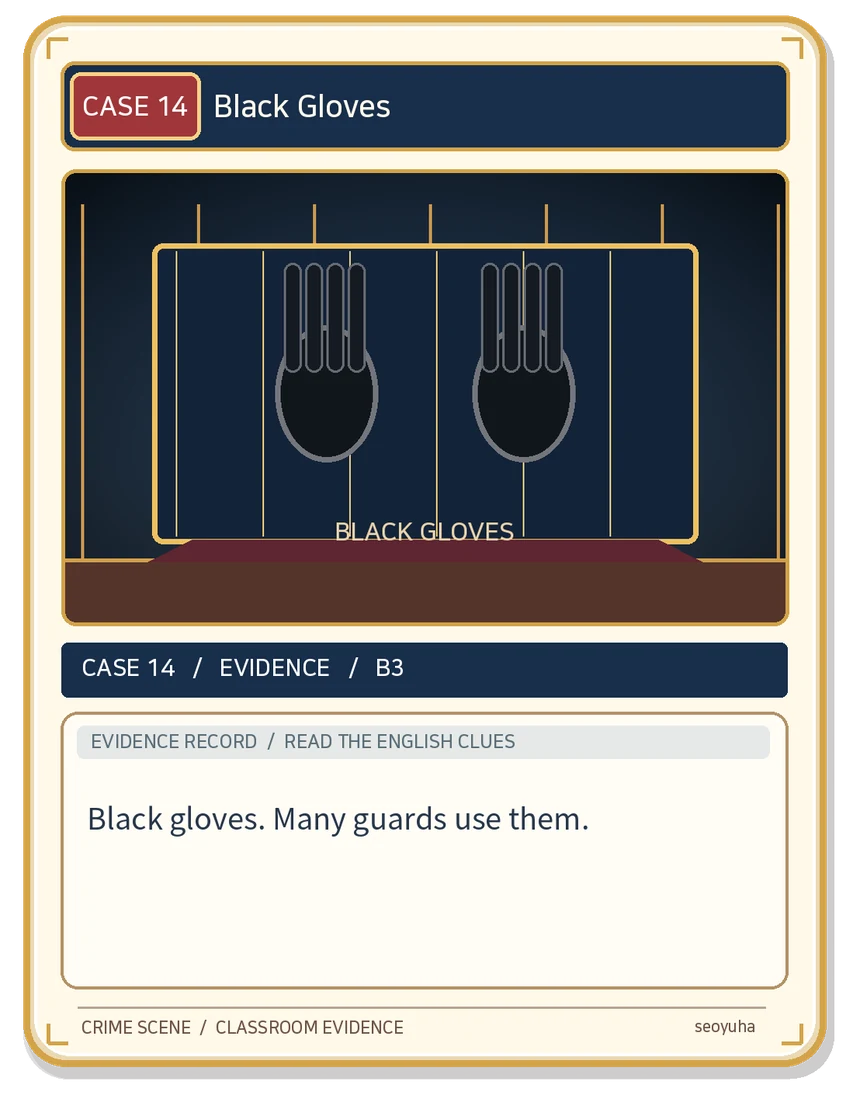 CASE 14 Black Gloves
BLACK GLOVES
CASE 14 / EVIDENCE / B3
EVIDENCE RECORD / READ THE ENGLISH CLUES
Black gloves. Many guards use them.
CRIME SCENE / CLASSROOM EVIDENCE seoyuha